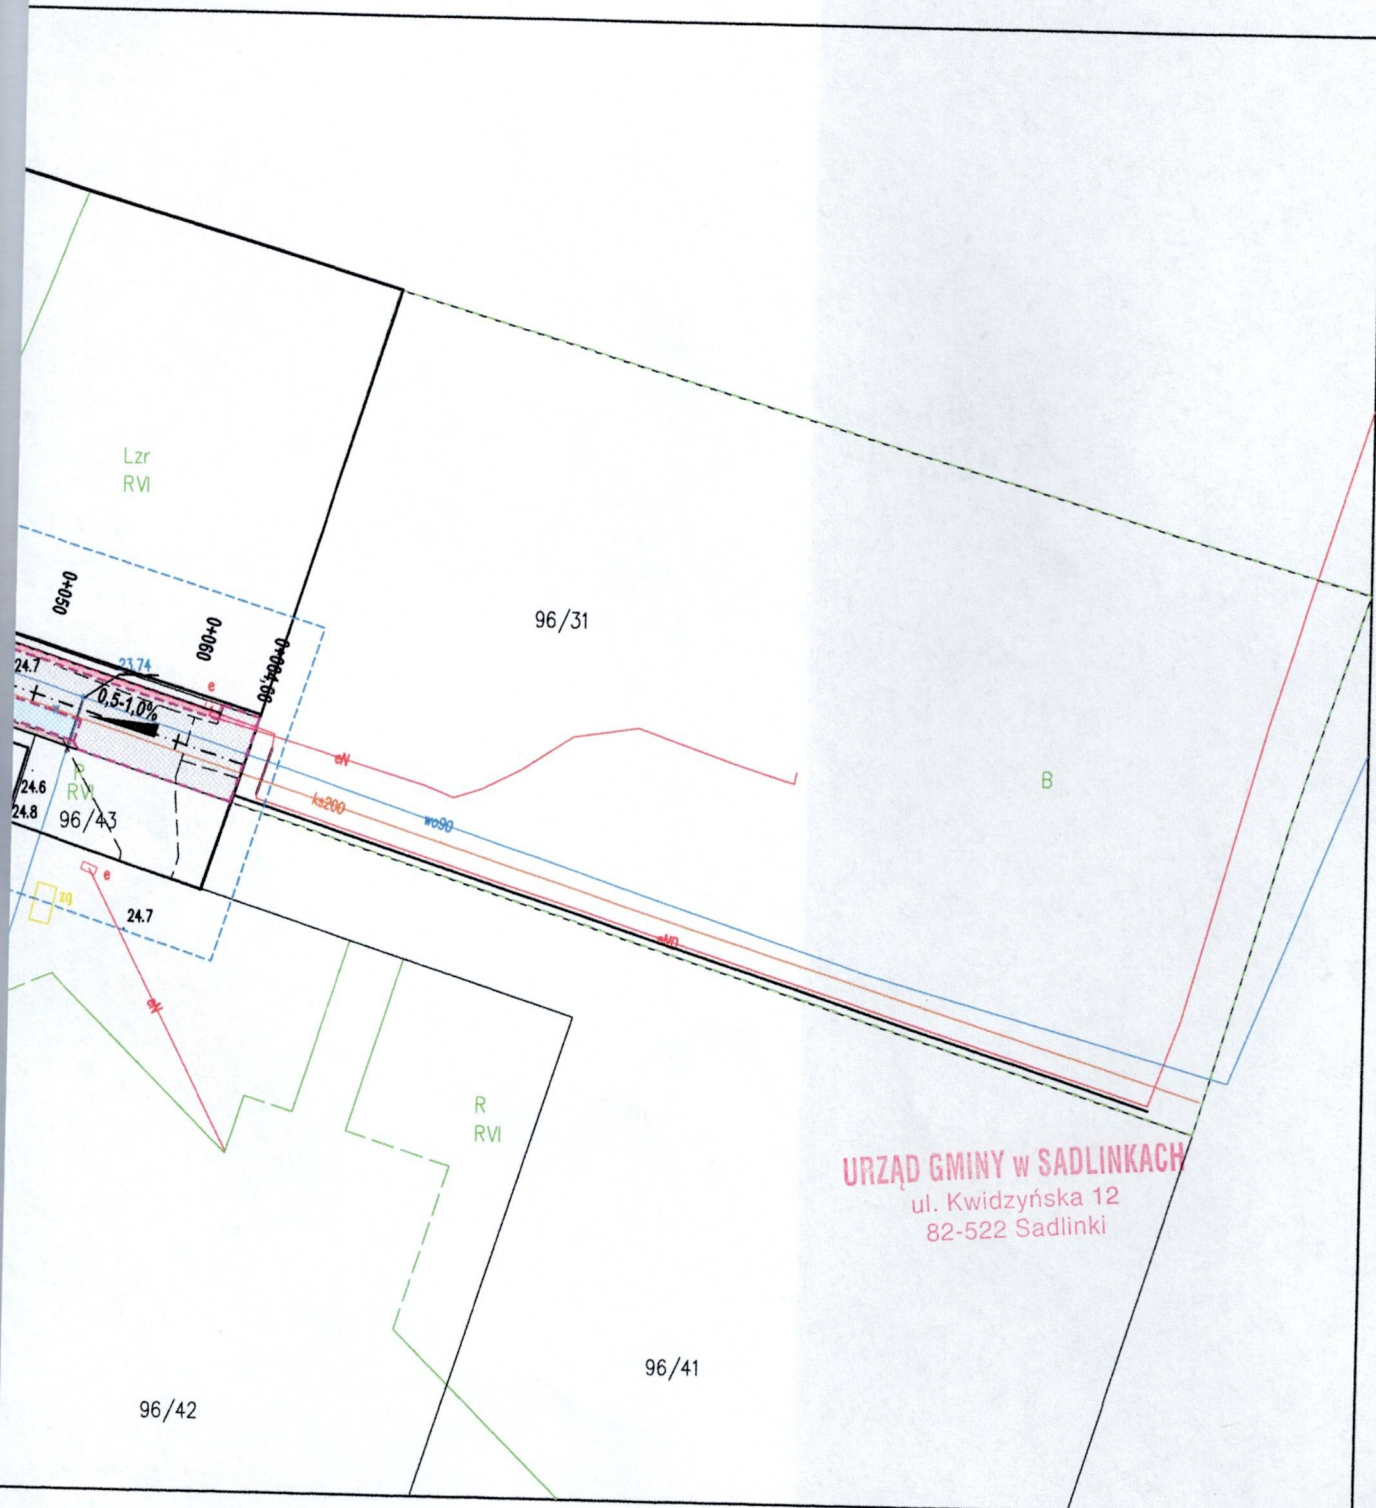 Lzr
RVI
0+050
0+060
0+064,66
96/31
24.7
23.74
e
0,5-1,0%
eN
B
RVI
24.6
24.8
96/43
ks200
wo90
e
zg
24.7
eN
eND
R
RVI
URZĄD GMINY w SADLINKACH
ul. Kwidzyńska 12
82-522 Sadlinki
96/41
96/42